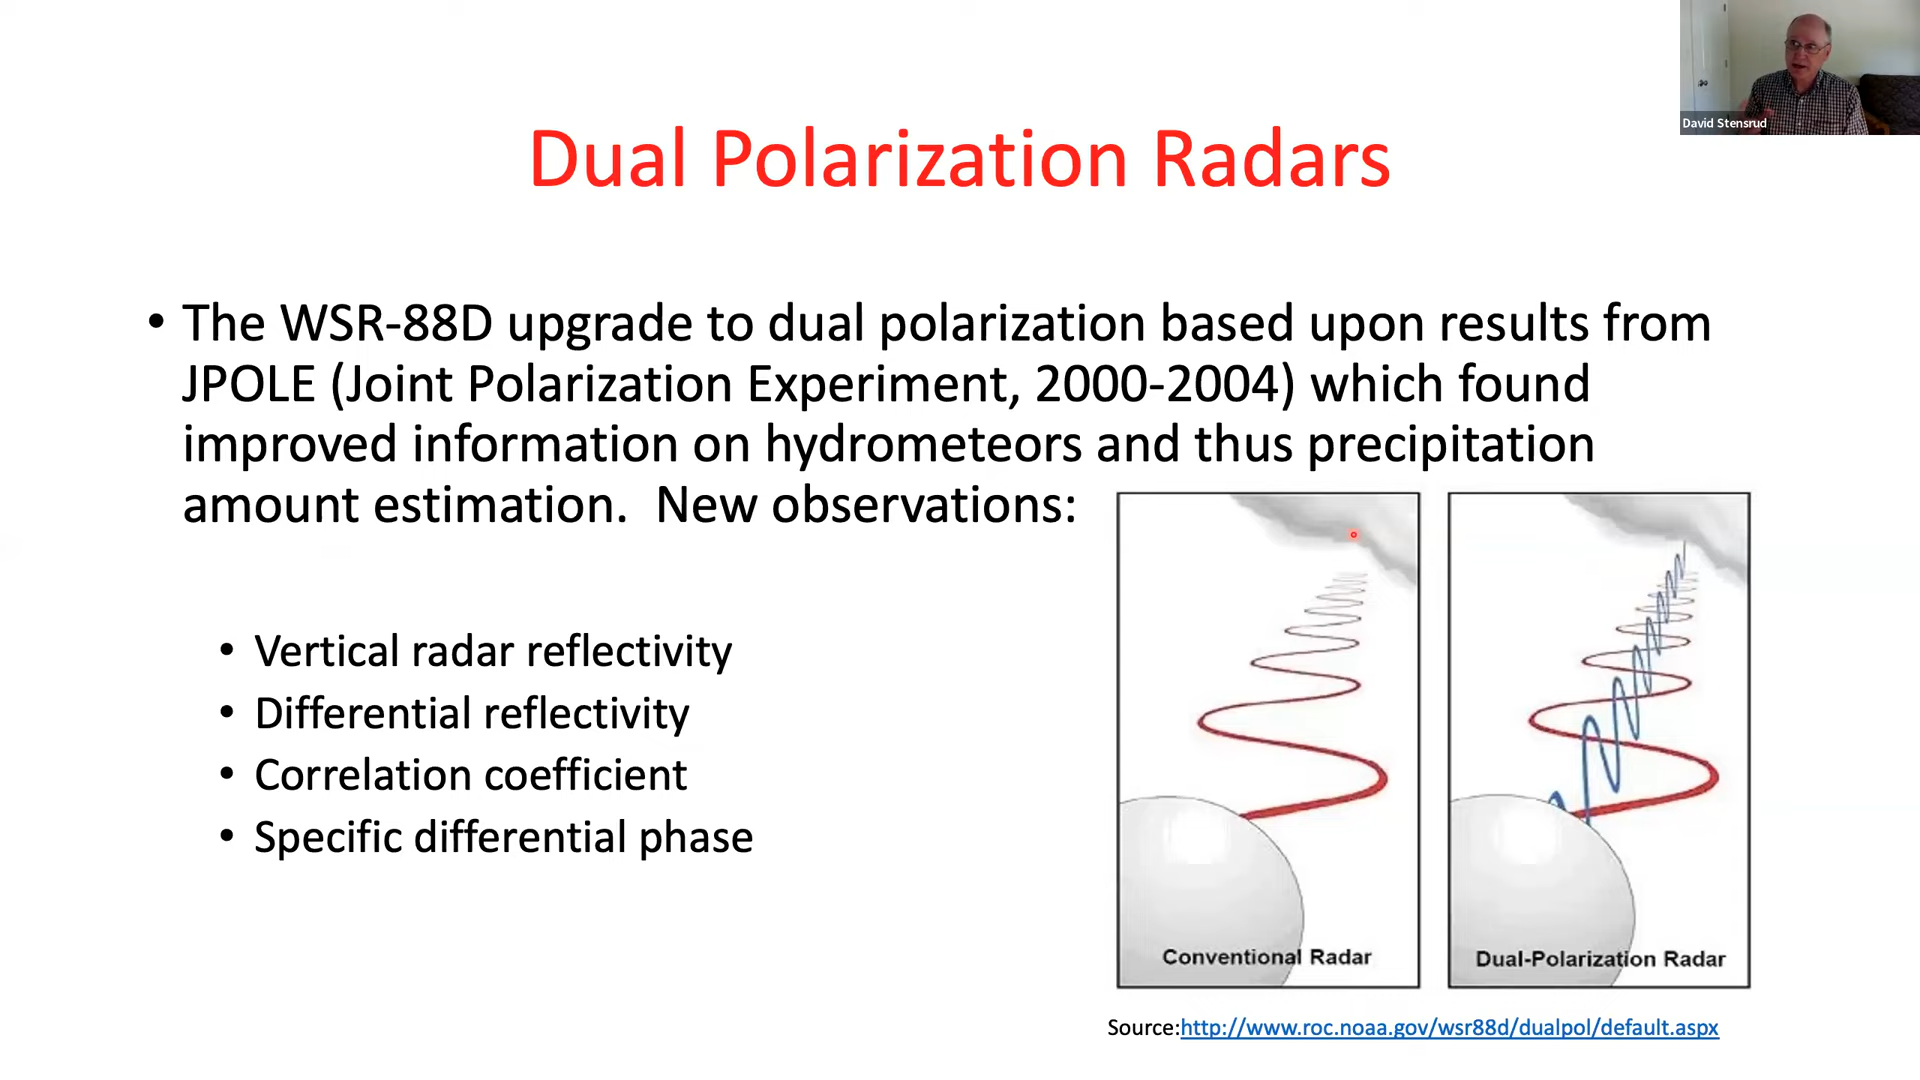 David Stensrud
Dual Polarization Radars
• The WSR-88D upgrade to dual polarization based upon results from
JPOLE (Joint Polarization Experiment, 2000-2004) which found
improved information on hydrometeors and thus precipitation
amount estimation. New observations:
• Vertical radar reflectivity
• Differential reflectivity
• Correlation coefficient
• Specific differential phase
Conventional Radar
Dual-Polarization Radar
Source:http://www.roc.noaa.gov/wsr88d/dualpol/default.aspx